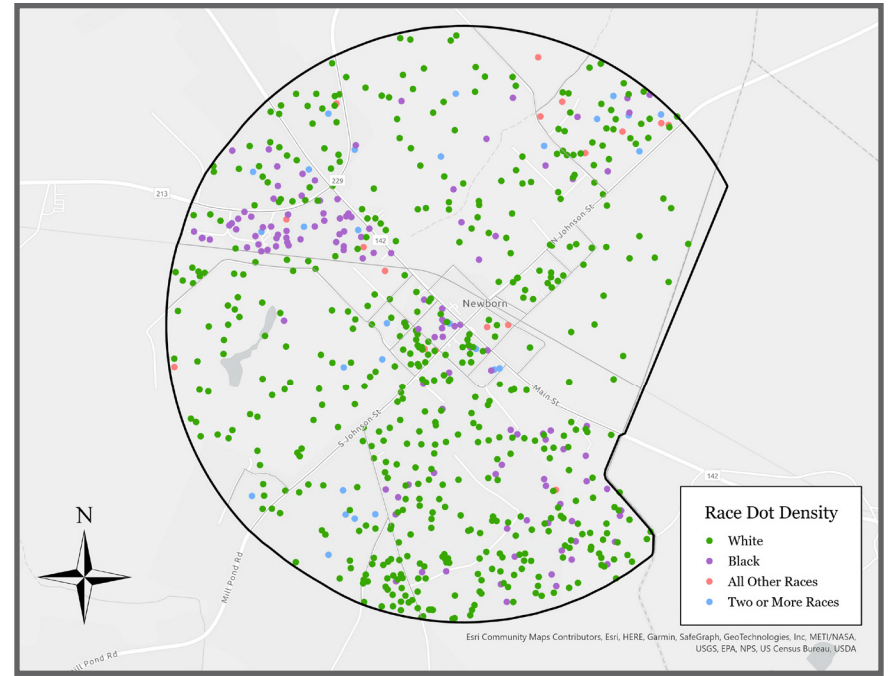 213
229
142
N Johnson St
Newborn
Main St
S Johnson St
142
Mill Pond Rd
ill Pond Rd
N
Race Dot Density
White
Black
All Other Races
Two or More Races
Esri Community Maps Contributors, Esri, HERE, Garmin, SafeGraph, GeoTechnologies, Inc, METI/NASA,
USGS, EPA, NPS, US Census Bureau, USDA